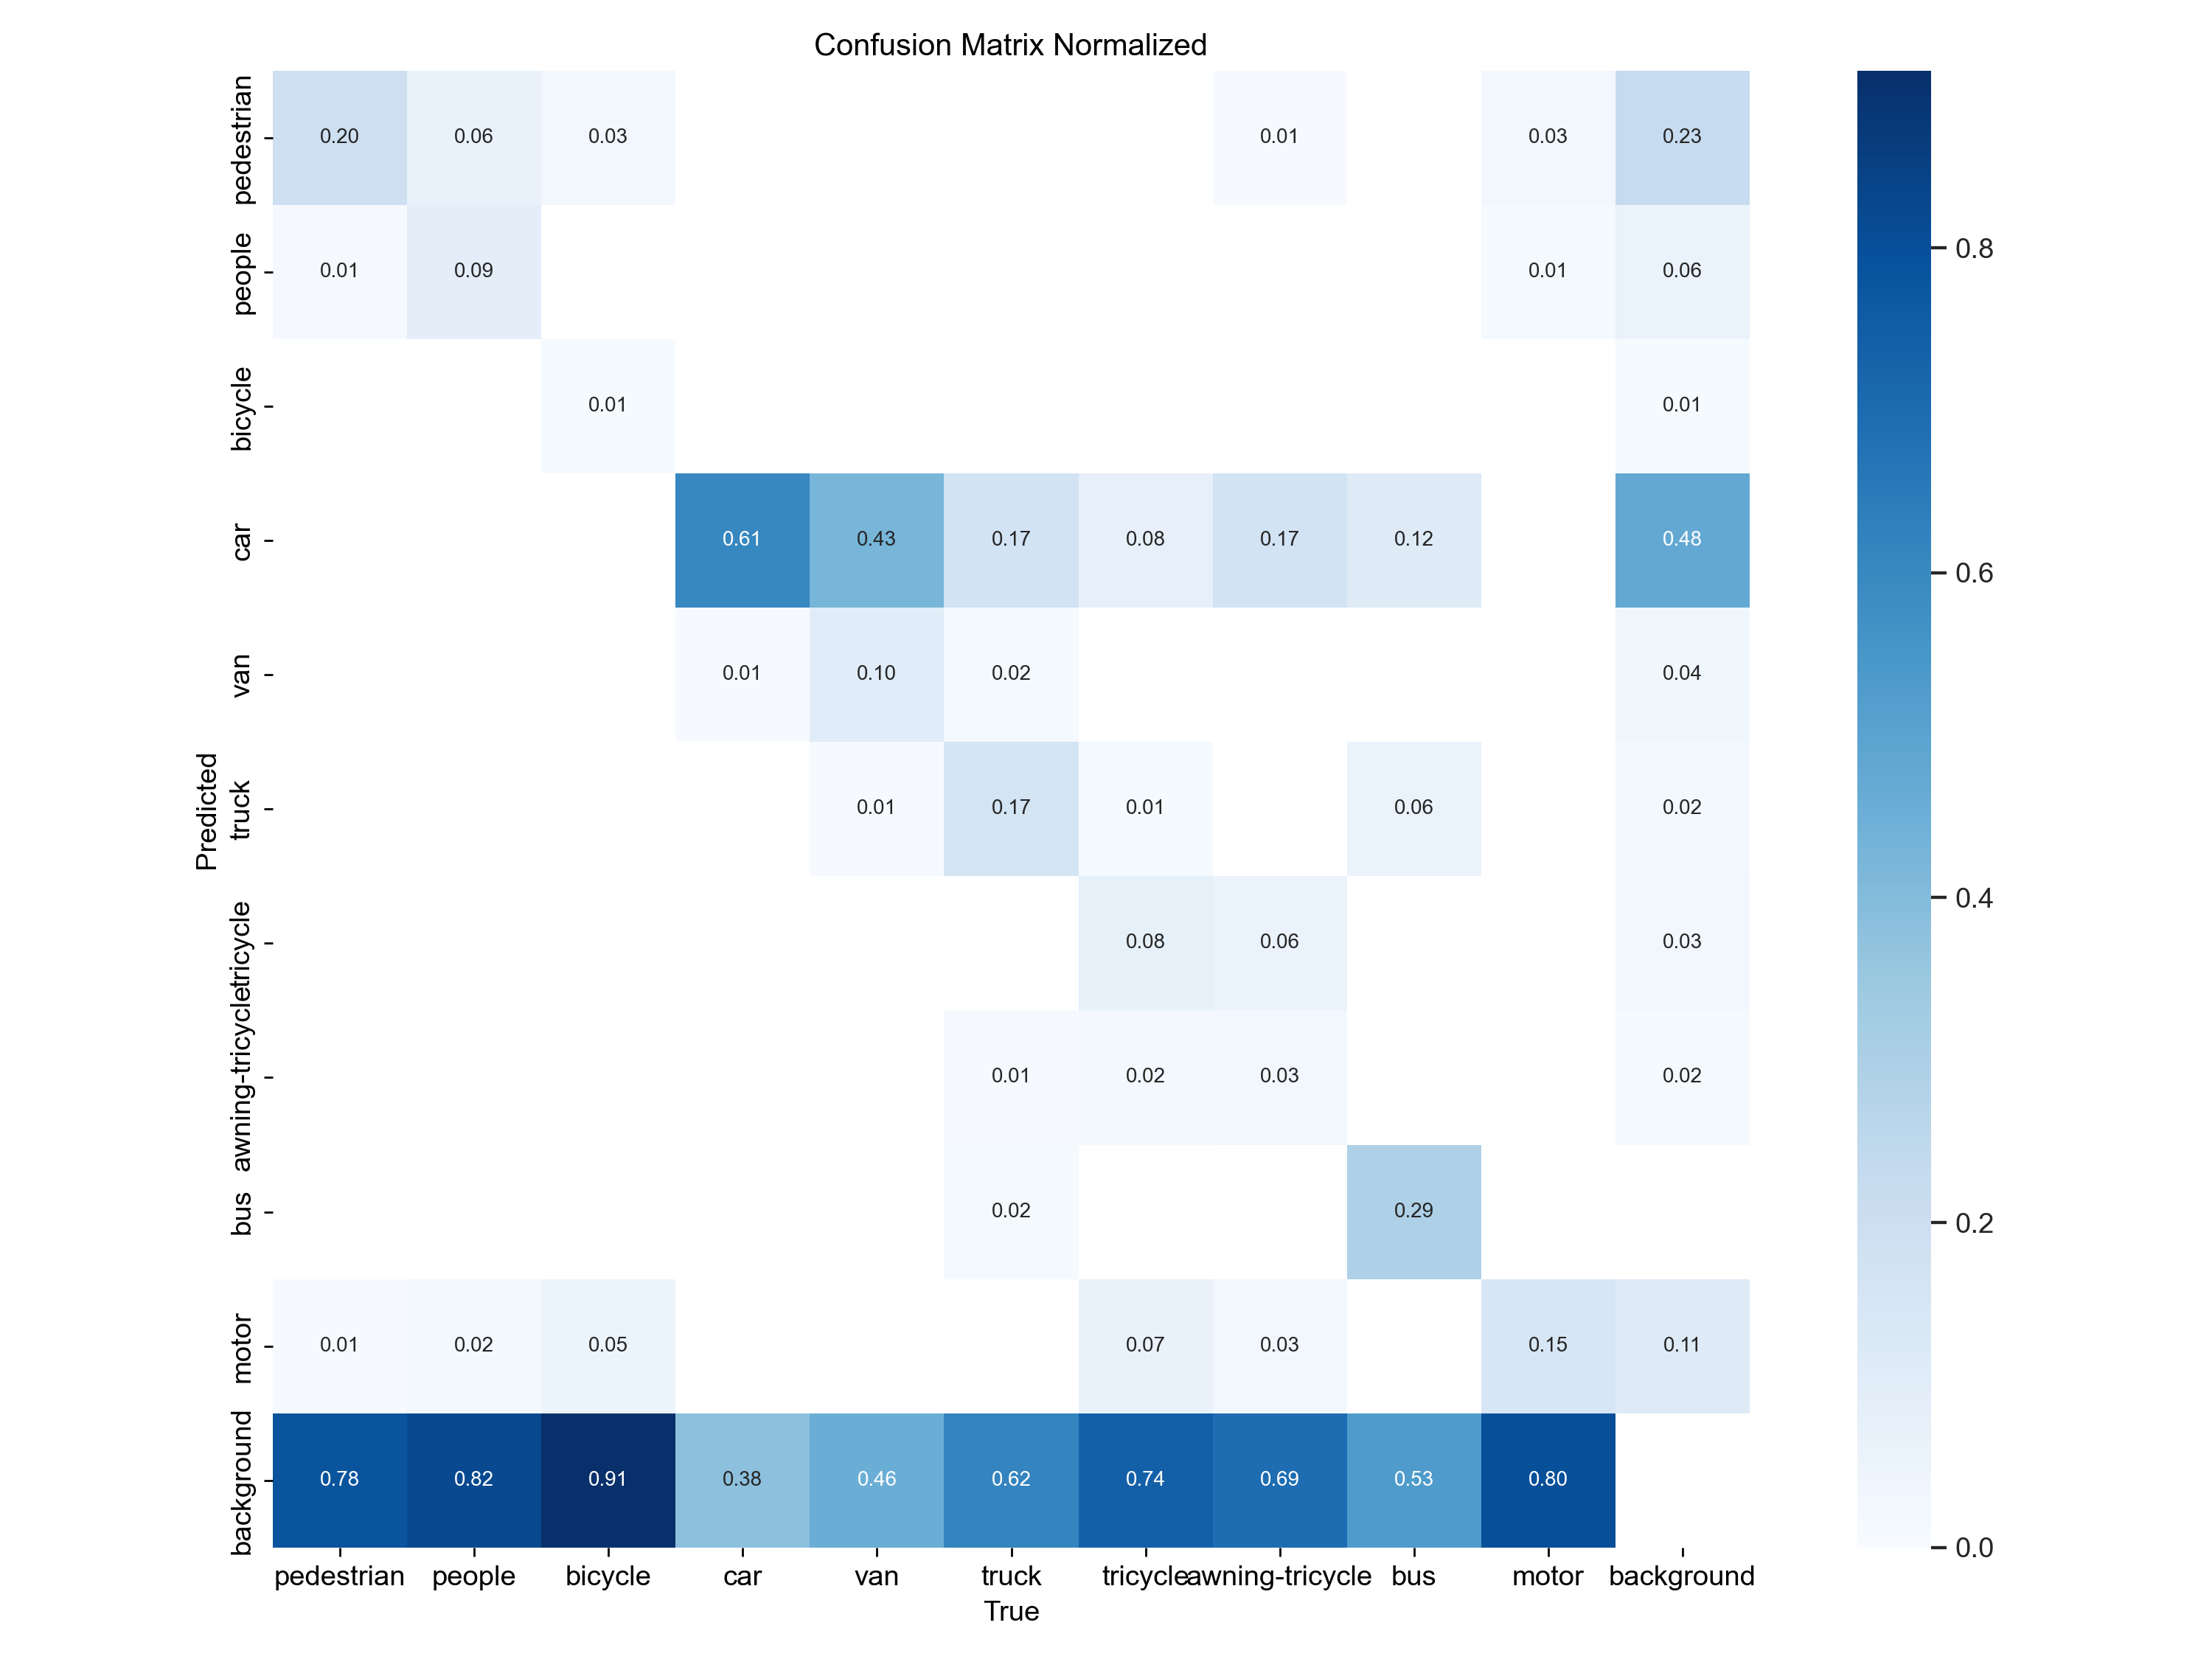 Confusion Matrix Normalized
pedestrian 0.20 0.06 0.03 0.01 0.03 0.23
people 0.01 0.09 0.01 0.06
0.8
bicycle 0.01 0.01
car 0.61 0.43 0.17 0.08 0.17 0.12 0.48
0.6
van 0.01 0.10 0.02 0.04
Predicted
truck 0.01 0.17 0.01 0.06 0.02
0.4
tricycle 0.08 0.06 0.03
awning-tricycle 0.01 0.02 0.03 0.02
bus 0.02 0.29
0.2
motor 0.01 0.02 0.05 0.07 0.03 0.15 0.11
background 0.78 0.82 0.91 0.38 0.46 0.62 0.74 0.69 0.53 0.80
0.0
pedestrian people bicycle car van truck tricycle awning-tricycle bus motor background
True